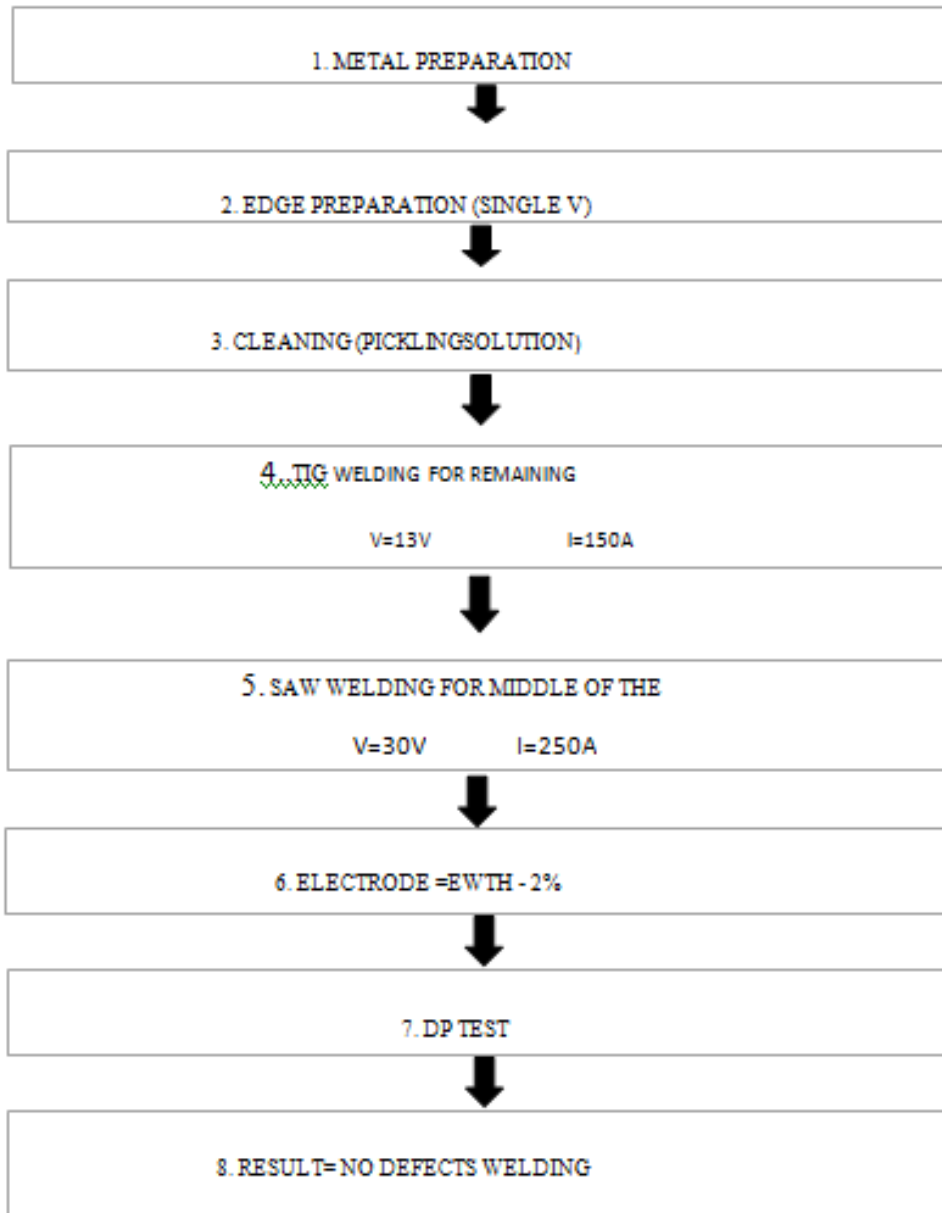 1. METAL PREPARATION
2. EDGE PREPARATION (SINGLE V)
3. CLEANING (PICKLINGSOLUTION)
4..TIG WELDING FOR REMAINING
V=13V I=150A
5. SAW WELDING FOR MIDDLE OF THE
V=30V I=250A
6. ELECTRODE =EWTH - 2%
7. DP TEST
8. RESULT= NO DEFECTS WELDING